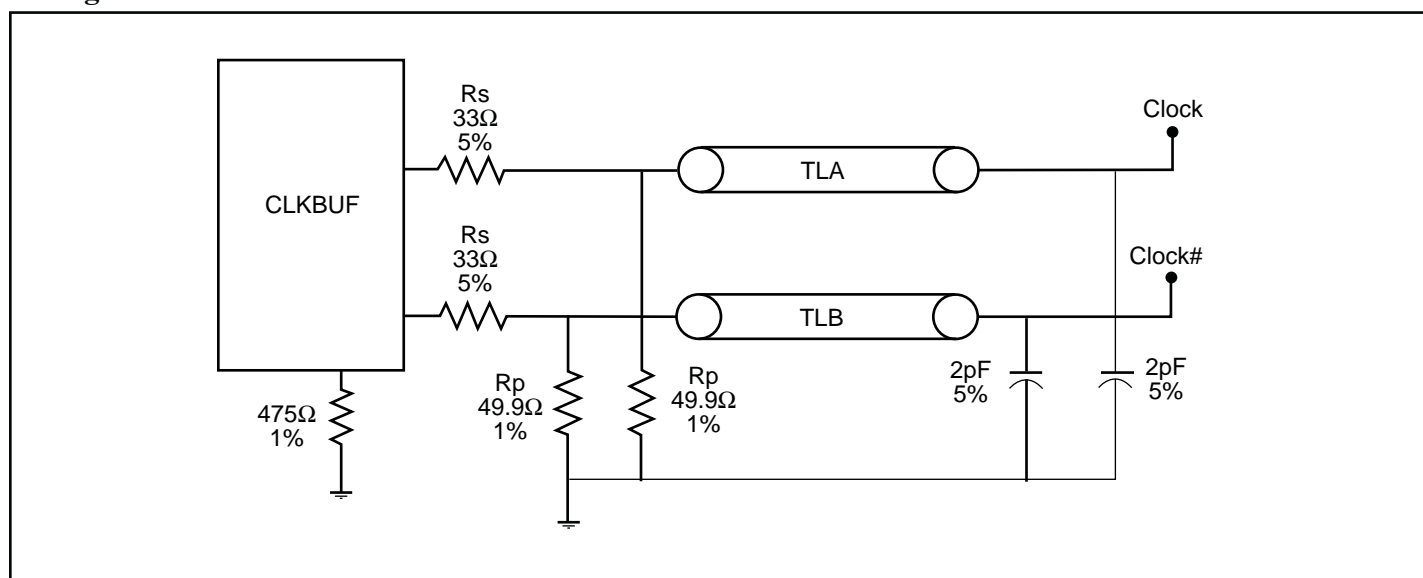 Rs
33Ω
5%
CLKBUF
Rs
33Ω
5%
TLA
Clock
TLB
Clock#
475Ω
1%
Rp
49.9Ω
1%
Rp
49.9Ω
1%
2pF
5%
2pF
5%